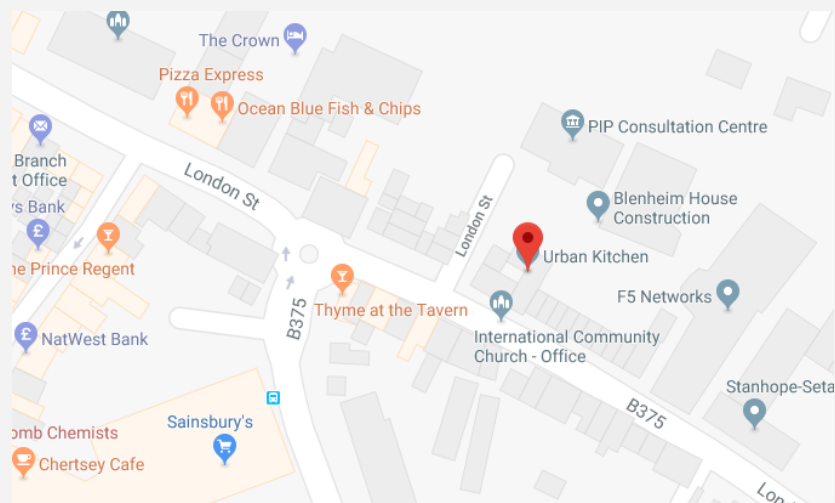 The Crown
Pizza Express
Ocean Blue Fish & Chips
PIP Consultation Centre
Branch
t Office
London St
Blenheim House
Construction
London St
s Bank
Urban Kitchen
ne Prince Regent
F5 Networks
Thyme at the Tavern
B375
NatWest Bank
International Community
Church - Office
Stanhope-Seta
B375
Sainsbury's
omb Chemists
Chertsey Cafe
Lon